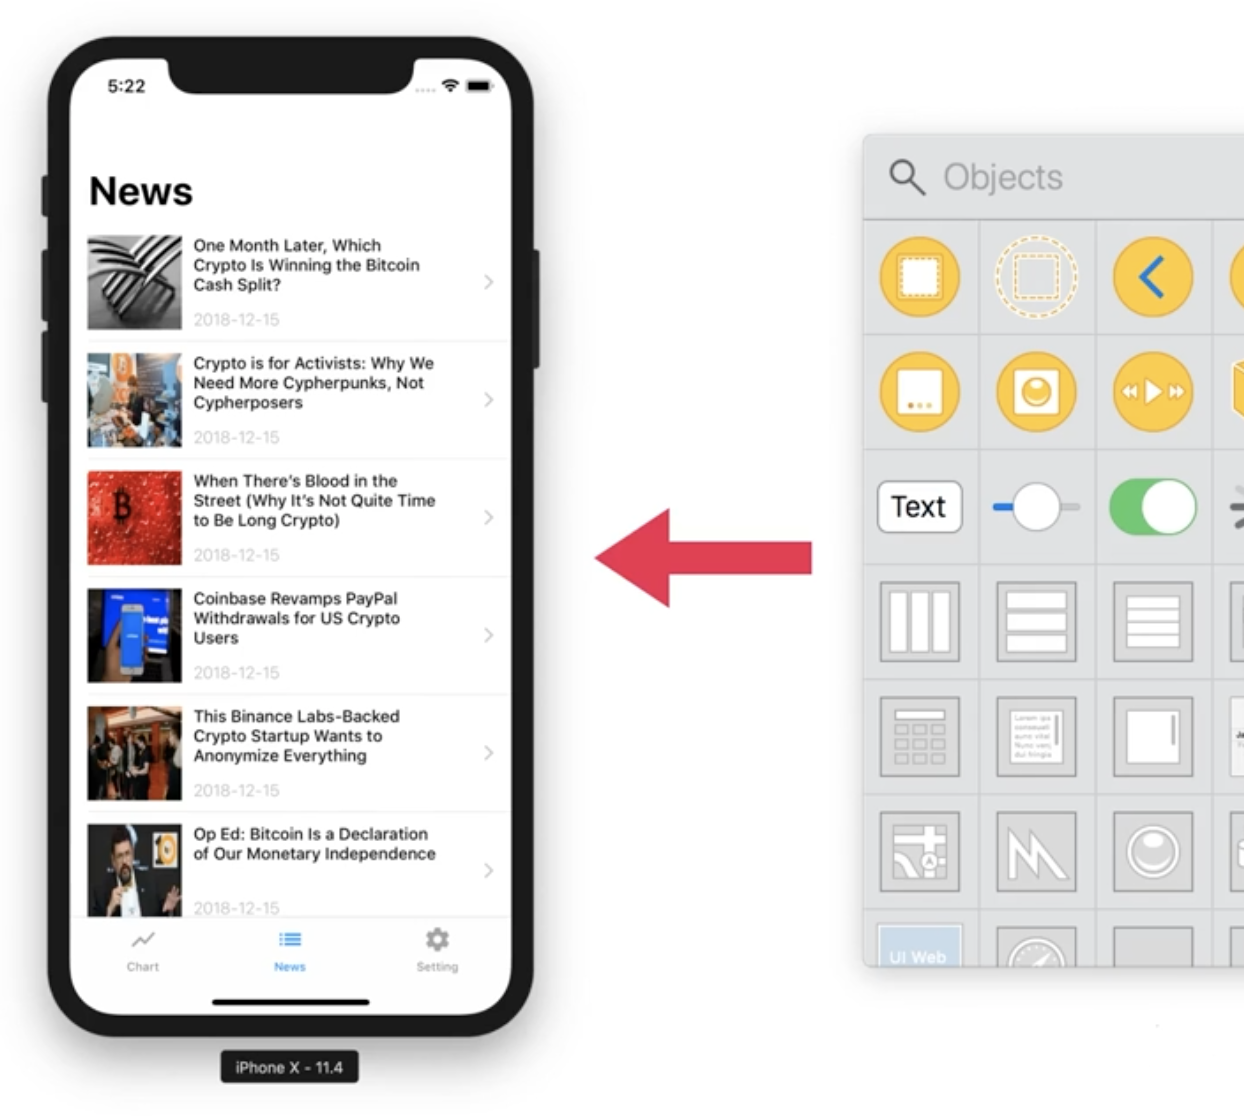 5:22
News
One Month Later, Which
Crypto Is Winning the Bitcoin
Cash Split?
2018-12-15
Crypto is for Activists: Why We
Need More Cypherpunks, Not
Cypherposers
2018-12-15
When There's Blood in the
Street (Why It's Not Quite Time
to Be Long Crypto)
2018-12-15
Coinbase Revamps PayPal
Withdrawals for US Crypto
Users
2018-12-15
This Binance Labs-Backed
Crypto Startup Wants to
Anonymize Everything
2018-12-15
Op Ed: Bitcoin Is a Declaration
of Our Monetary Independence
2018-12-15
Chart
News
Setting
iPhone X - 11.4
Objects
Text
Lorem ips
consectetu
UI Web